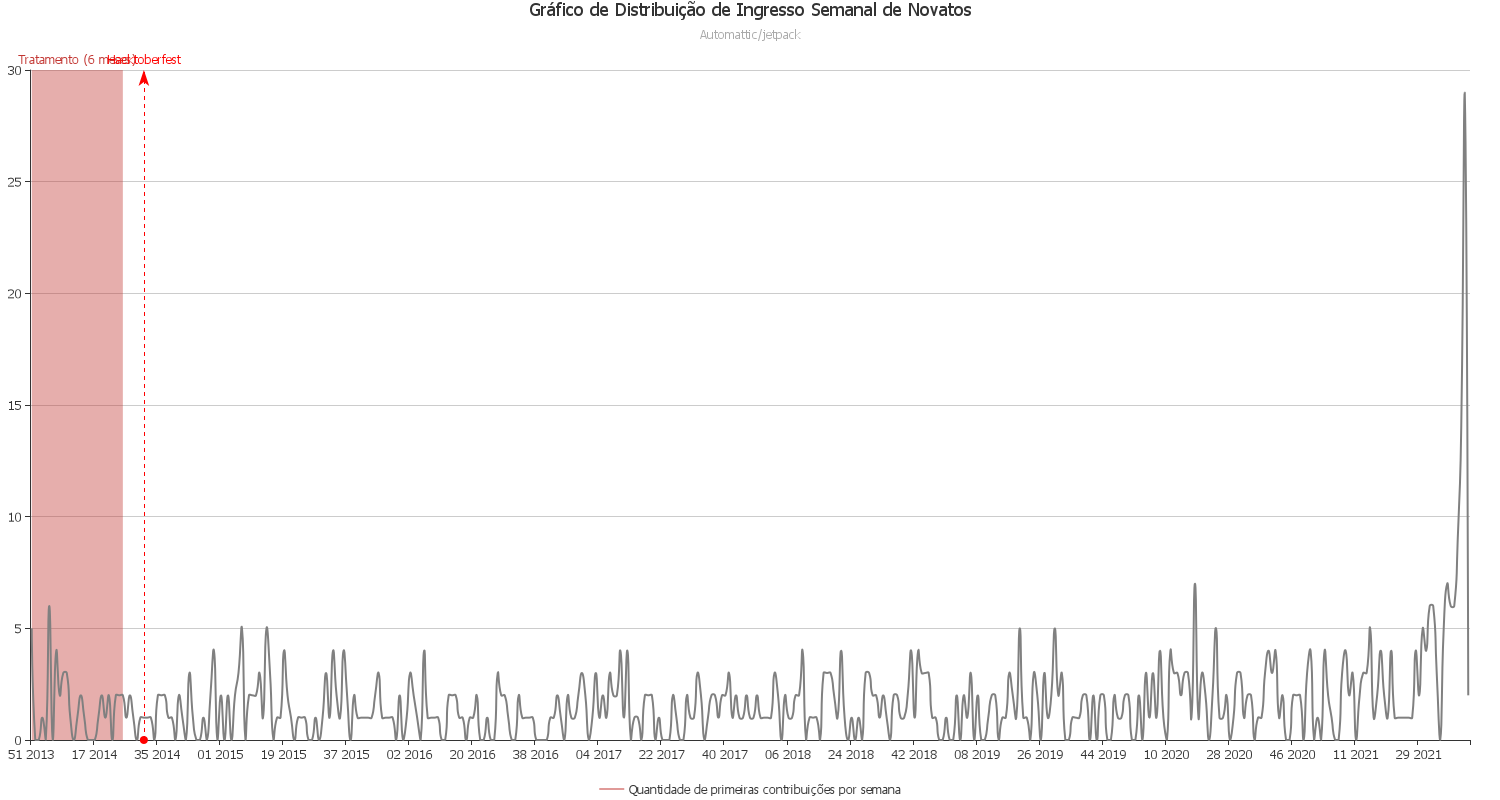 Gráfico de Distribuição de Ingresso Semanal de Novatos
Automattic/jetpack
Tratamento (6 meses) Hacktoberfest
30
25
20
15
10
5
0
51 2013 17 2014 35 2014 01 2015 19 2015 37 2015 02 2016 20 2016 38 2016 04 2017 22 2017 40 2017 06 2018 24 2018 42 2018 08 2019 26 2019 44 2019 10 2020 28 2020 46 2020 11 2021 29 2021
Quantidade de primeiras contribuições por semana